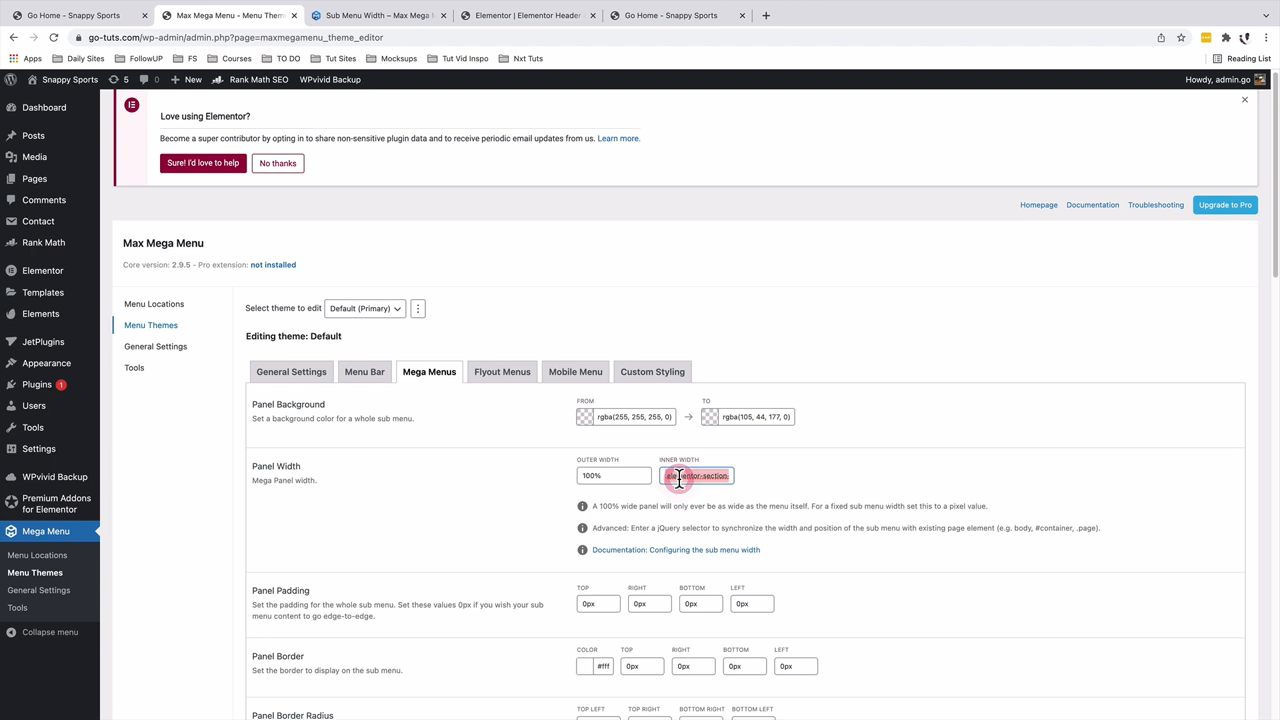 Go Home - Snappy Sports
Max Mega Menu - Menu Them
Sub Menu Width – Max Mega M
Elementor | Elementor Header
Go Home - Snappy Sports
go-tuts.com/wp-admin/admin.php?page=maxmegamenu_theme_editor
Apps
Daily Sites
FollowUP
FS
Courses
TO DO
Tut Sites
Mocksups
Tut Vid Inspo
Nxt Tuts
Reading List
Snappy Sports
5
0
New
Rank Math SEO
WPvivid Backup
Howdy, admin.go
Dashboard
Posts
Media
Pages
Comments
Contact
Rank Math
Elementor
Templates
Elements
JetPlugins
Appearance
Plugins 1
Users
Tools
Settings
WPvivid Backup
Premium Addons
for Elementor
Mega Menu
Menu Locations
Menu Themes
General Settings
Tools
Collapse menu
Love using Elementor?
Become a super contributor by opting in to share non-sensitive plugin data and to receive periodic email updates from us. Learn more.
Sure! I'd love to help
No thanks
Homepage
Documentation
Troubleshooting
Upgrade to Pro
Max Mega Menu
Core version: 2.9.5 - Pro extension: not installed
Menu Locations
Menu Themes
General Settings
Tools
Select theme to edit
Default (Primary)
Editing theme: Default
General Settings
Menu Bar
Mega Menus
Flyout Menus
Mobile Menu
Custom Styling
Panel Background
Set a background color for a whole sub menu.
FROM
TO
rgba(255, 255, 255, 0)
rgba(105, 44, 177, 0)
Panel Width
Mega Panel width.
OUTER WIDTH
INNER WIDTH
100%
elementor-section.
A 100% wide panel will only ever be as wide as the menu itself. For a fixed sub menu width set this to a pixel value.
Advanced: Enter a jQuery selector to synchronize the width and position of the sub menu with existing page element (e.g. body, #container, .page).
Documentation: Configuring the sub menu width
Panel Padding
Set the padding for the whole sub menu. Set these values 0px if you wish your
sub menu content to go edge-to-edge.
TOP
RIGHT
BOTTOM
LEFT
0px
0px
0px
0px
Panel Border
Set the border to display on the sub menu.
COLOR
TOP
RIGHT
BOTTOM
LEFT
#fff
0px
0px
0px
0px
Panel Border Radius
TOP LEFT
TOP RIGHT
BOTTOM RIGHT
BOTTOM LEFT